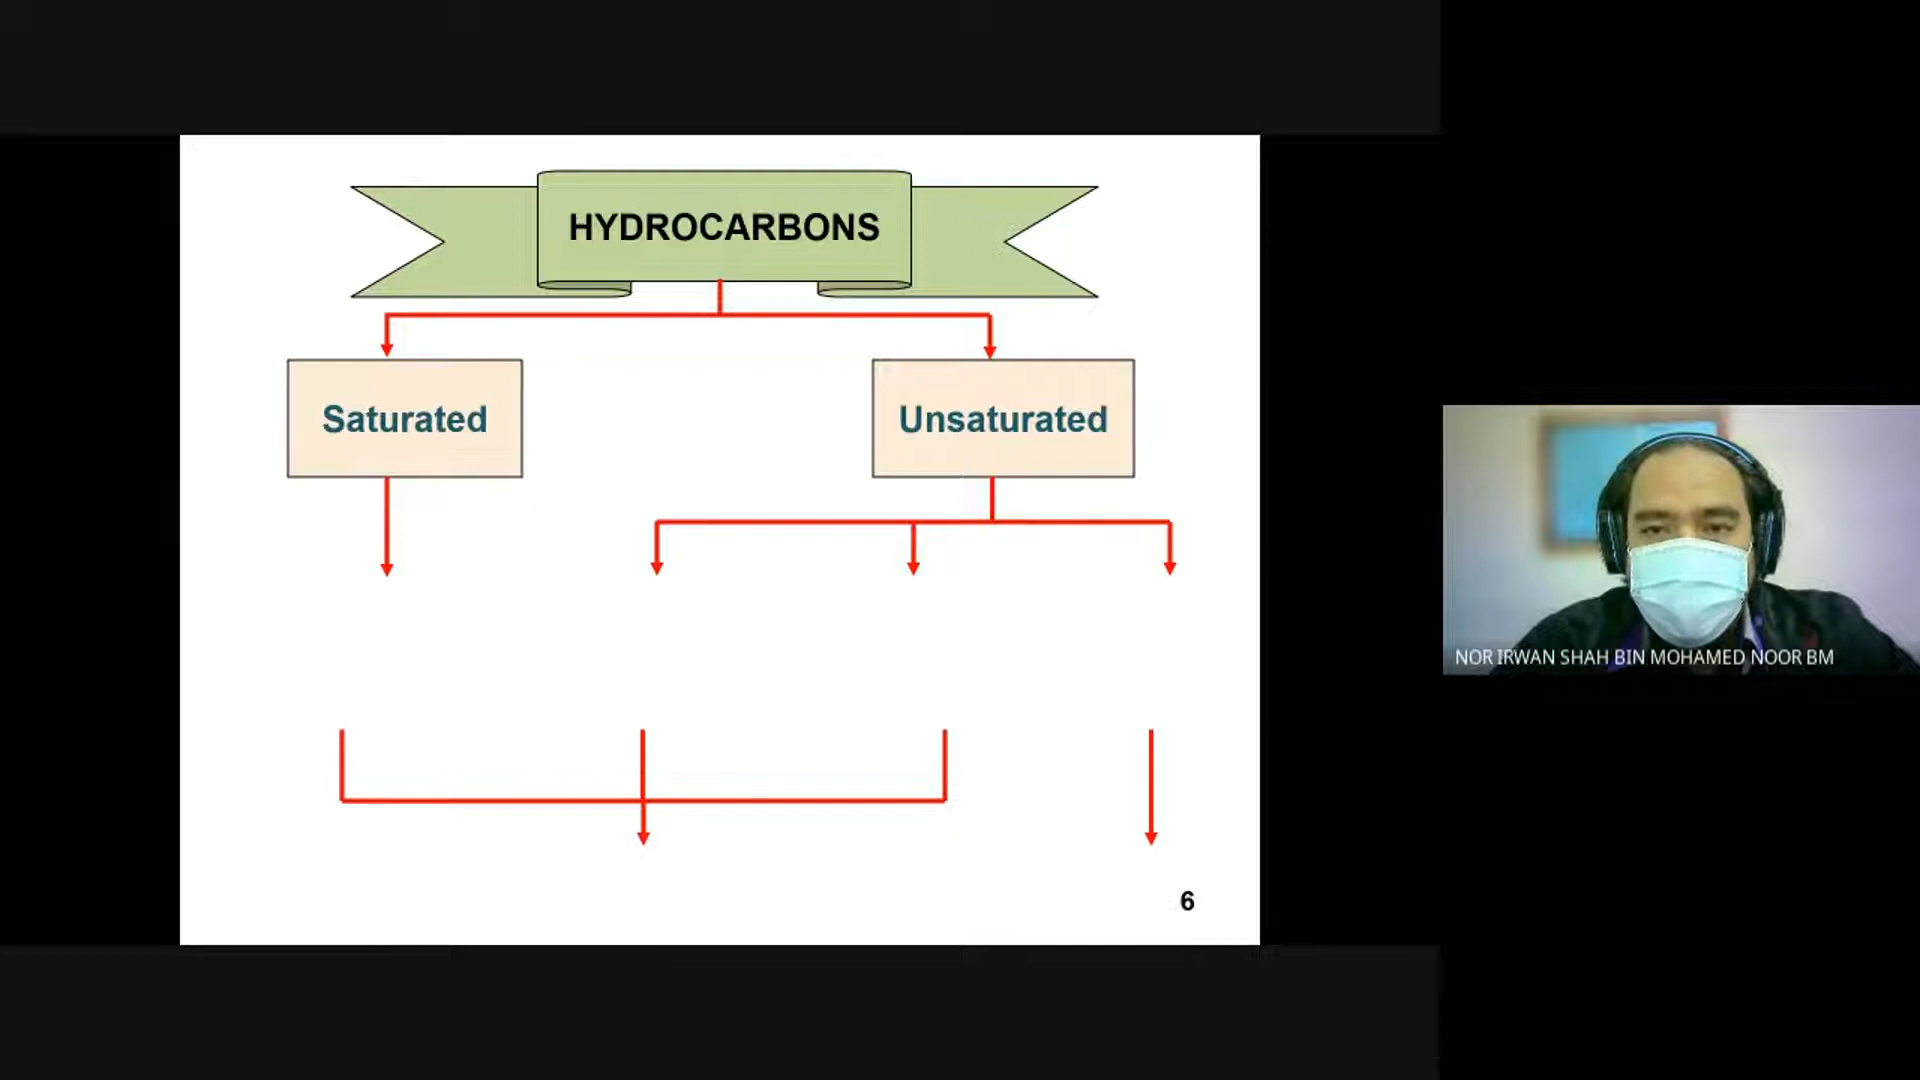 HYDROCARBONS
Saturated
Unsaturated
6
NOR IRWAN SHAH BIN MOHAMED NOOR BM